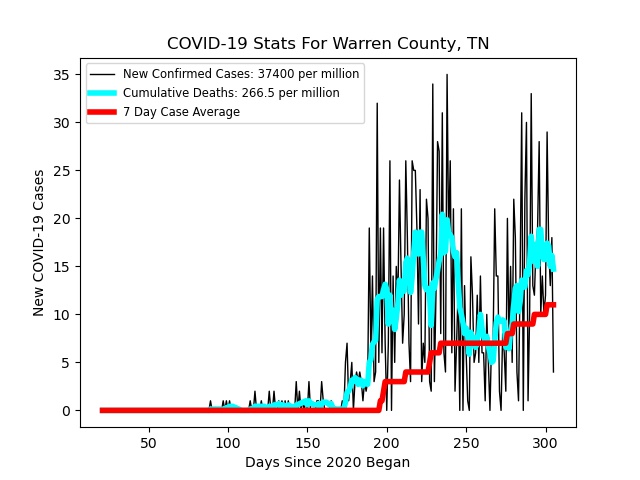 COVID-19 Stats For Warren County, TN
New Confirmed Cases: 37400 per million
Cumulative Deaths: 266.5 per million
7 Day Case Average
New COVID-19 Cases
35
30
25
20
15
10
5
0
50 100 150 200 250 300
Days Since 2020 Began